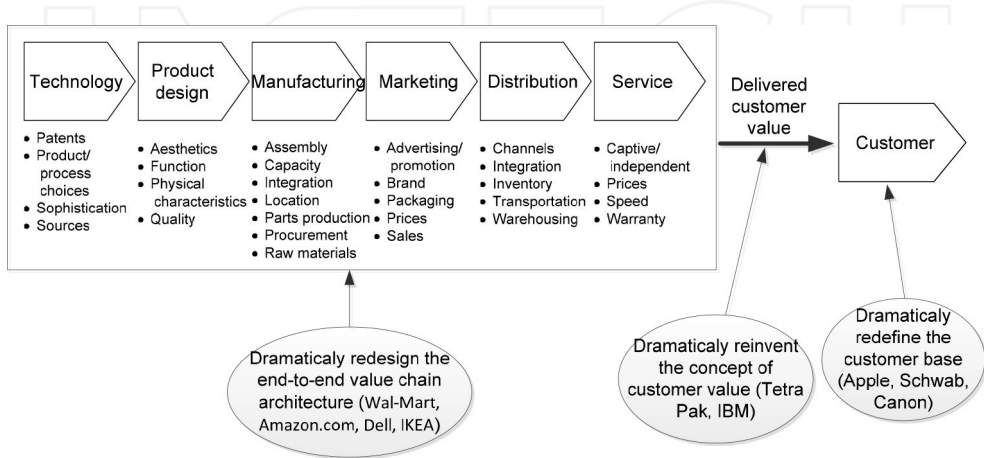 Technology
Product
design
Manufacturing
Marketing
Distribution
Service
Delivered
customer
value
Customer
• Patents
• Product/
process
choices
• Sophistication
• Sources
• Aesthetics
• Function
• Physical
characteristics
• Quality
• Assembly
• Capacity
• Integration
• Location
• Parts production
• Procurement
• Raw materials
• Advertising/
promotion
• Brand
• Packaging
• Prices
• Sales
• Channels
• Integration
• Inventory
• Transportation
• Warehousing
• Captive/
independent
• Prices
• Speed
• Warranty
Dramaticaly redesign the
end-to-end value chain
architecture (Wal-Mart,
Amazon.com, Dell, IKEA)
Dramaticaly reinvent
the concept of
customer value (Tetra
Pak, IBM)
Dramaticaly
redefine the
customer base
(Apple, Schwab,
Canon)